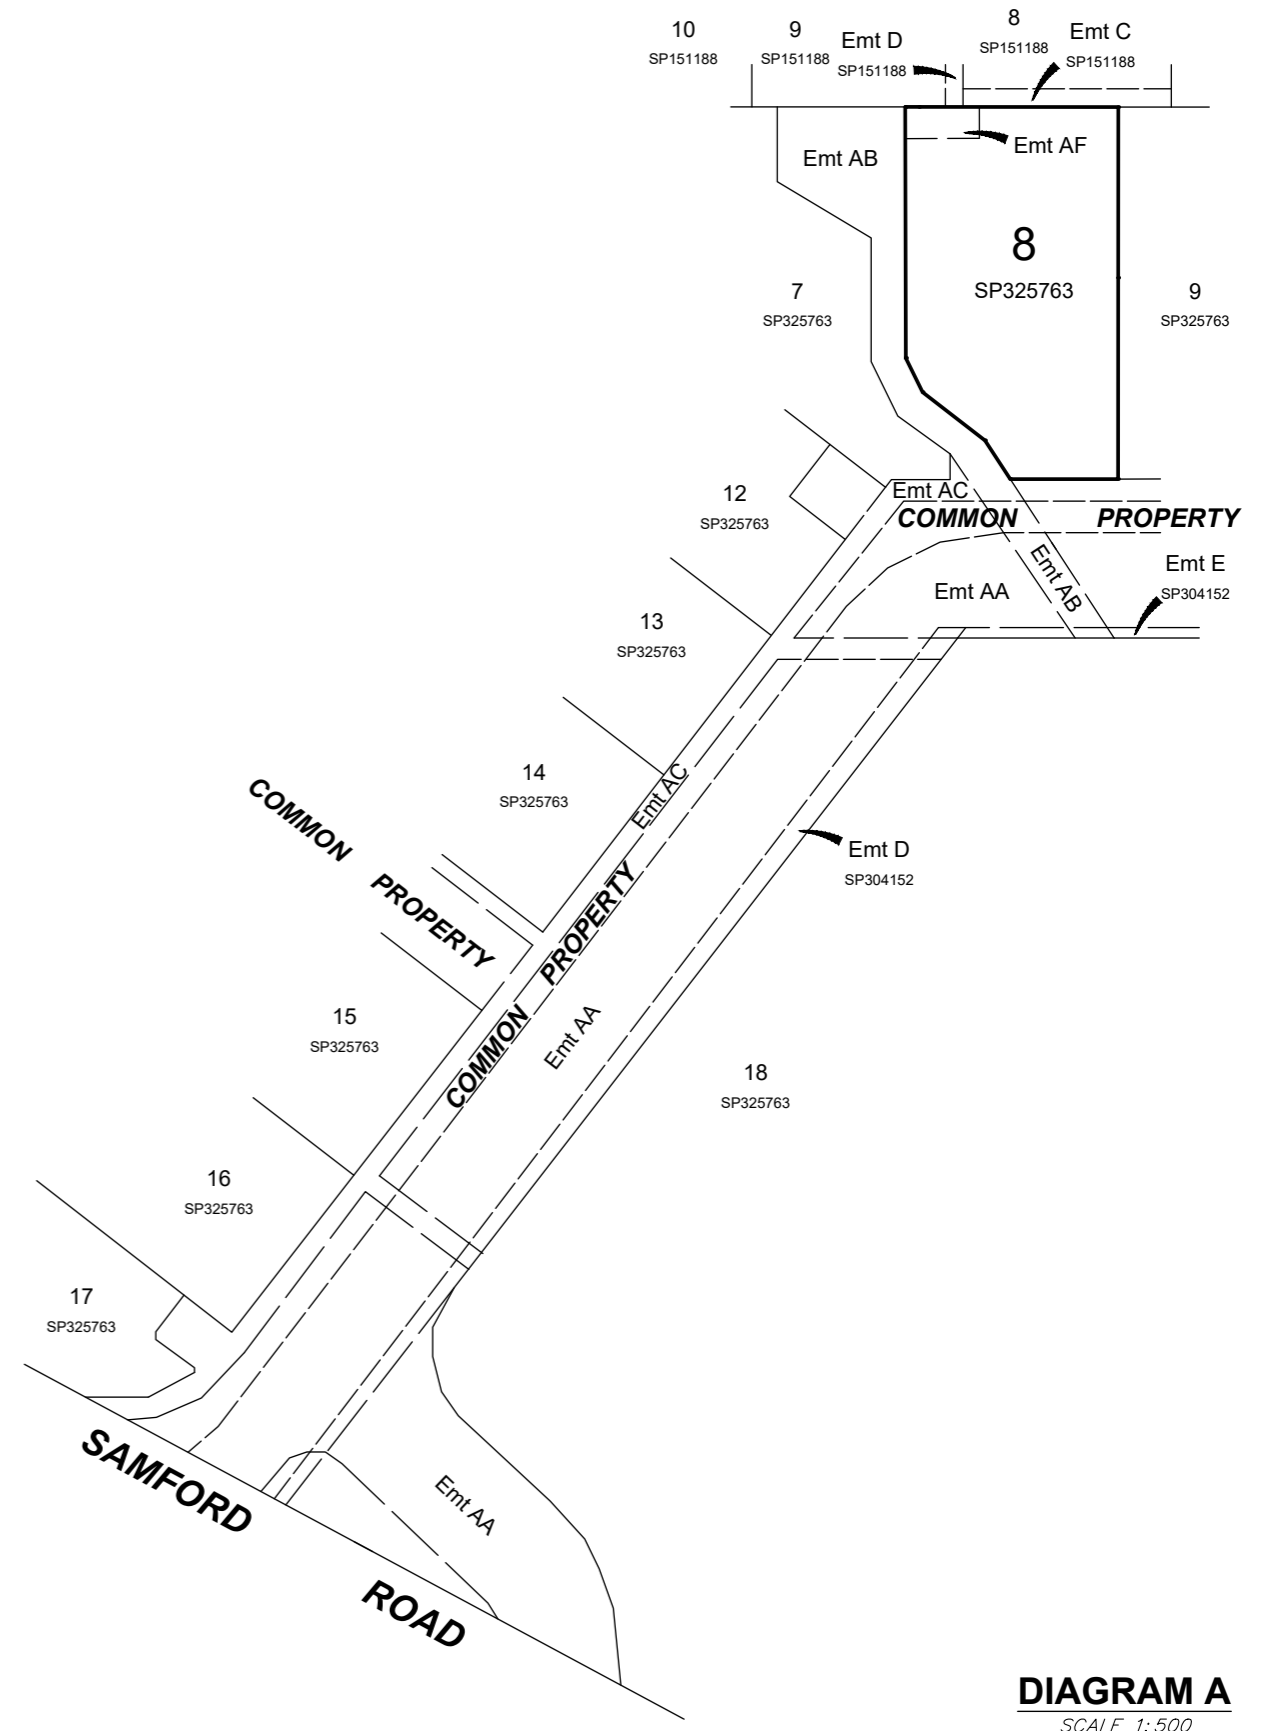 10
SP151188
9
SP151188
Emt D
SP151188
8
SP151188
Emt C
SP151188
Emt AB
Emt AF
8
SP325763
7
SP325763
9
SP325763
12
SP325763
Emt AC
COMMON PROPERTY
Emt AB
Emt E
SP304152
Emt AA
13
SP325763
14
SP325763
Emt AC
COMMON PROPERTY
Emt D
SP304152
COMMON PROPERTY
Emt AA
15
SP325763
18
SP325763
16
SP325763
17
SP325763
Emt AA
SAMFORD ROAD
DIAGRAM A
SCALE 1:500